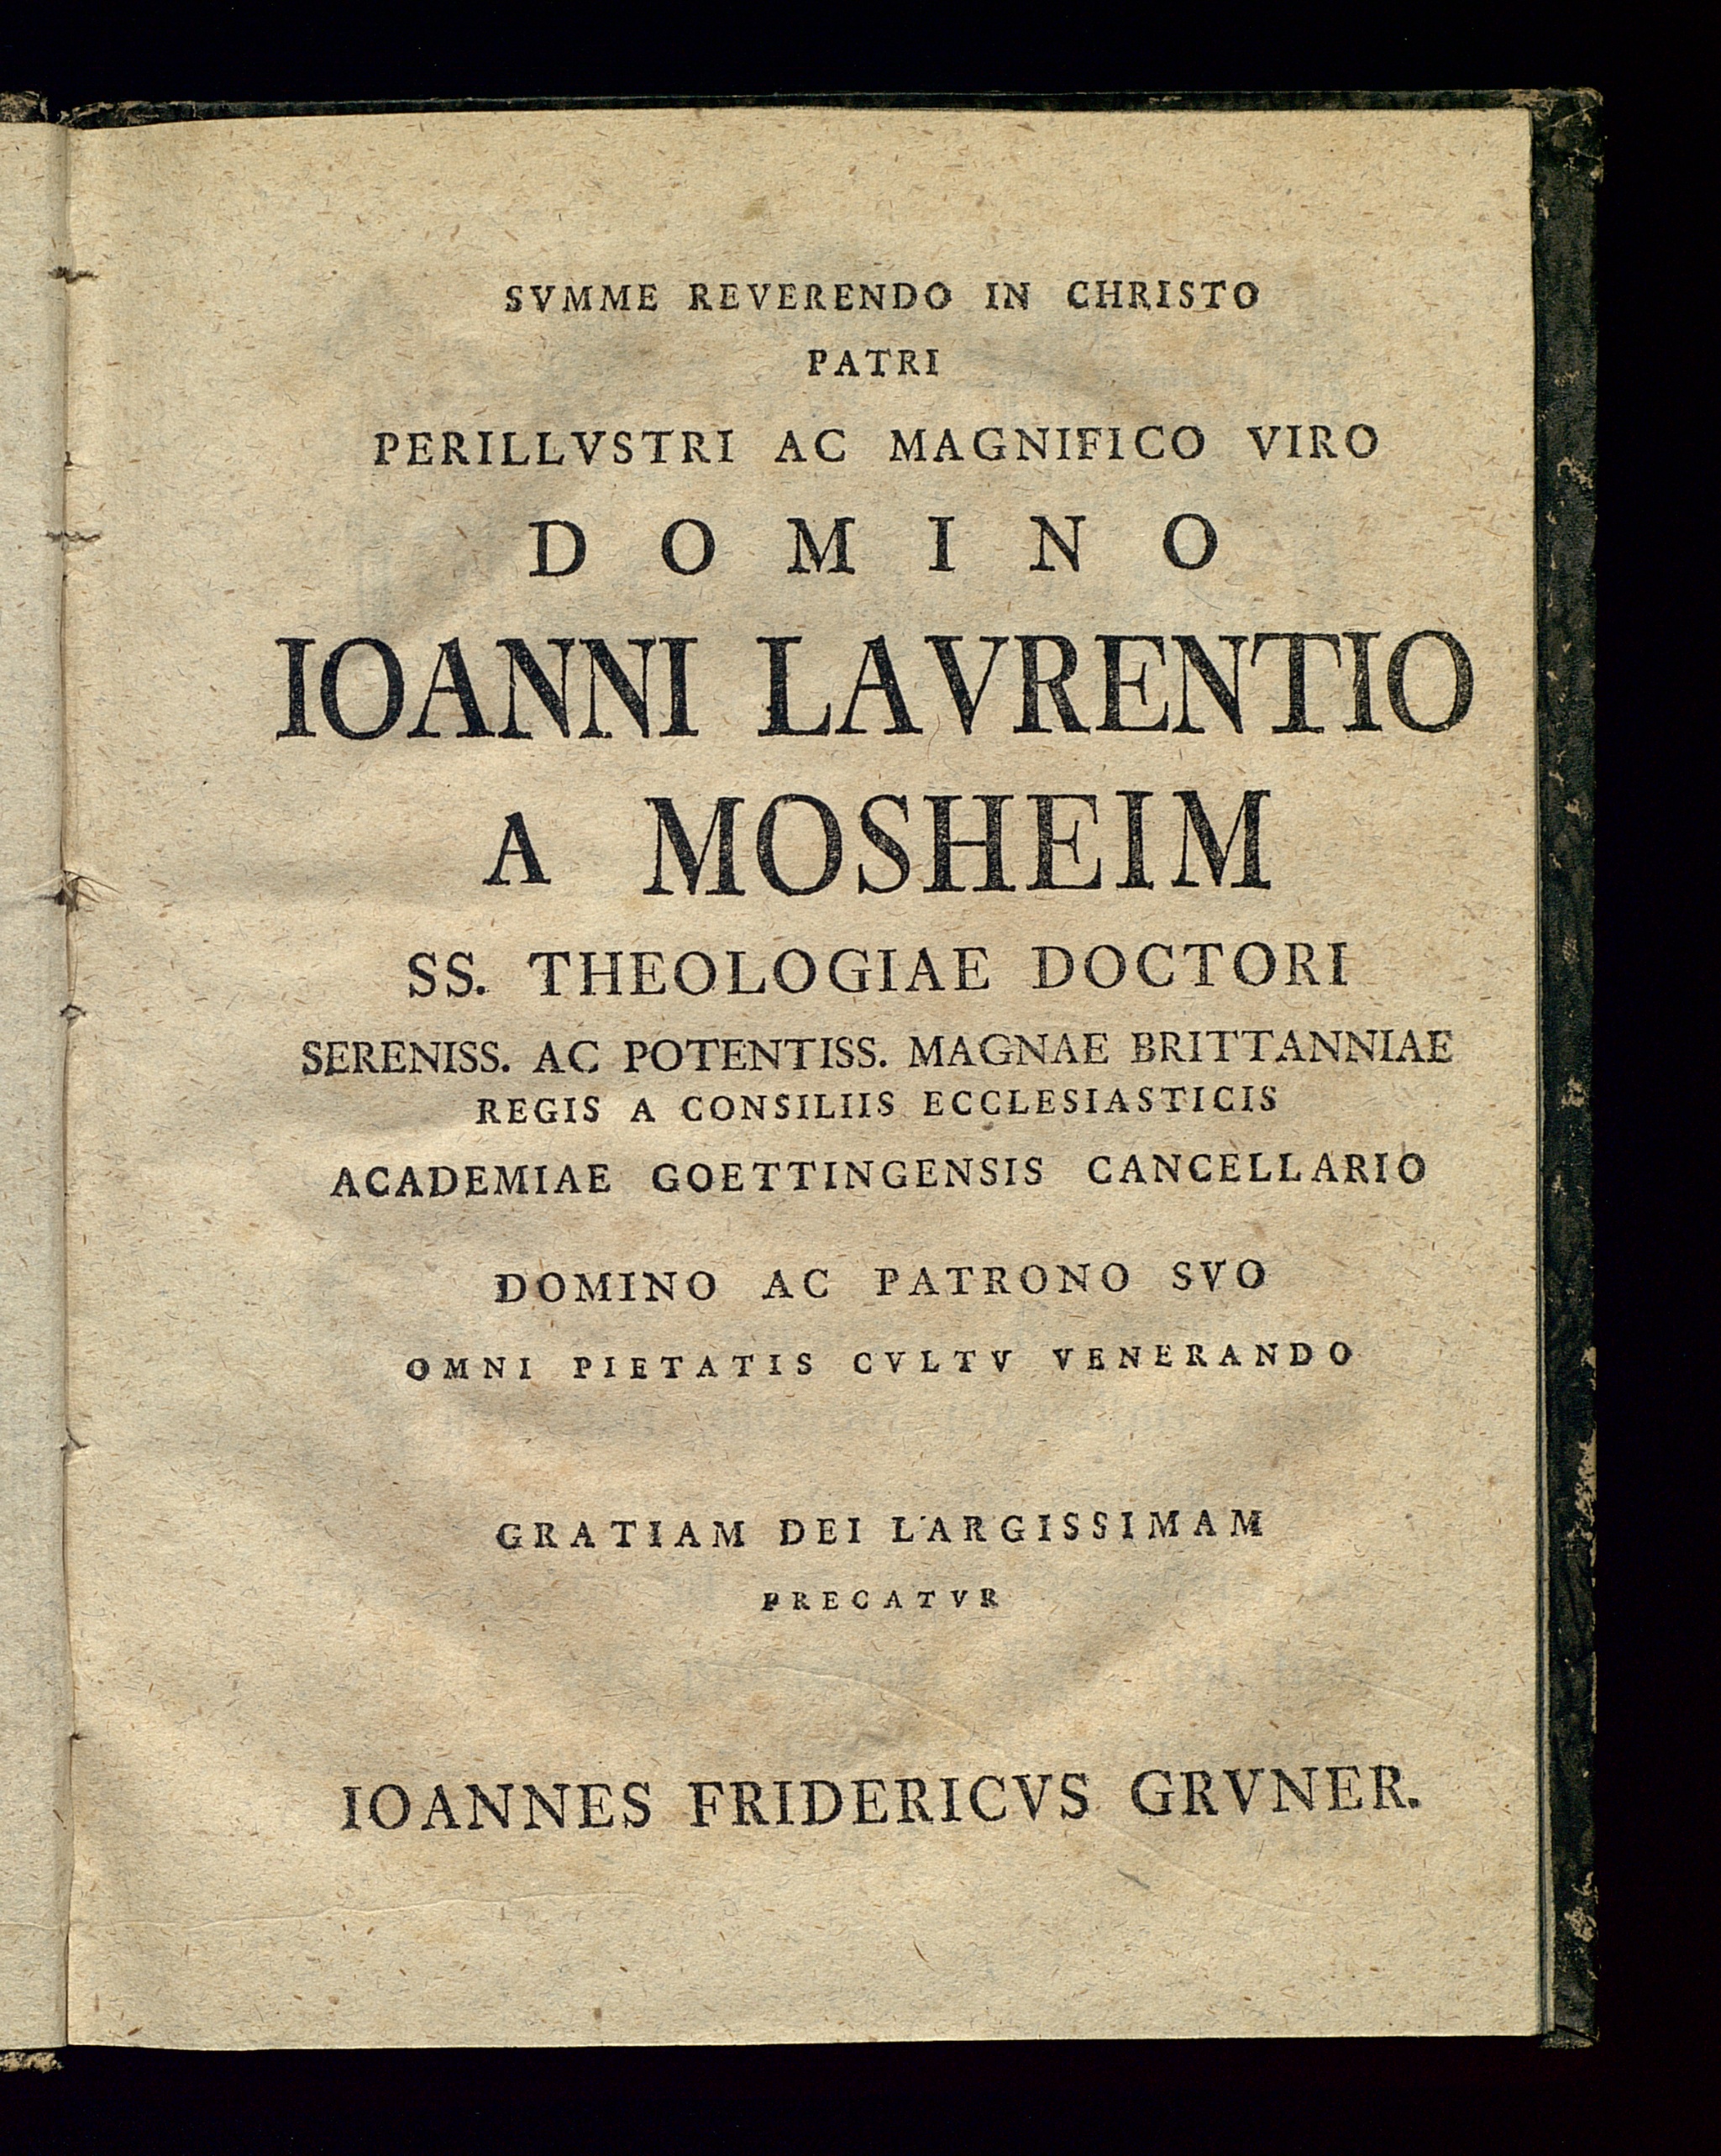 SVMME REVERENDO IN CHRISTO
PATRI
PERILLVSTRI AC MAGNIFICO VIRO
DOMINO
IOANNI LAVRENTIO
A MOSHEIM
SS. THEOLOGIAE DOCTORI
SERENISS. AC POTENTISS. MAGNAE BRITTANNIAE
REGIS A CONSILIIS ECCLESIASTICIS
ACADEMIAE GOETTINGENSIS CANCELLARIO
DOMINO AC PATRONO SVO
OMNI PIETATIS CVLTV VENERANDO
GRATIAM DEI LARGISSIMAM
PRECATVR
IOANNES FRIDERICVS GRVNER.